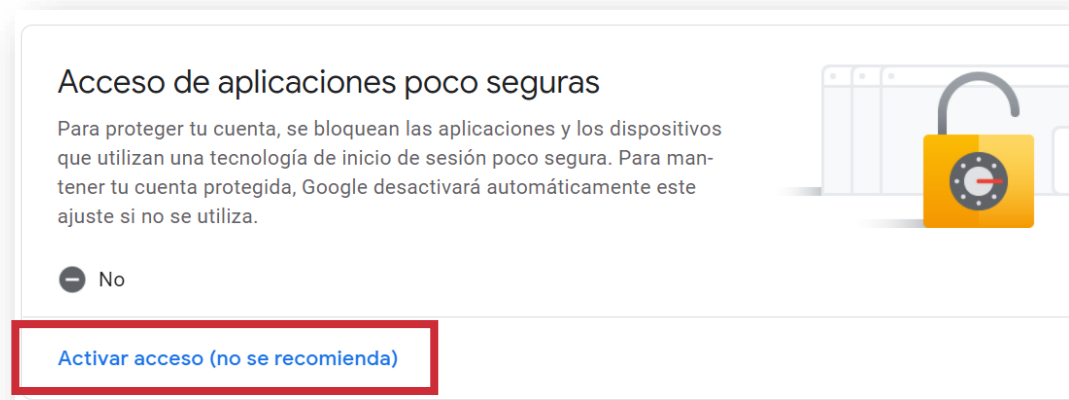 Acceso de aplicaciones poco seguras
Para proteger tu cuenta, se bloquean las aplicaciones y los dispositivos
que utilizan una tecnología de inicio de sesión poco segura. Para man-
tener tu cuenta protegida, Google desactivará automáticamente este
ajuste si no se utiliza.
No
Activar acceso (no se recomienda)